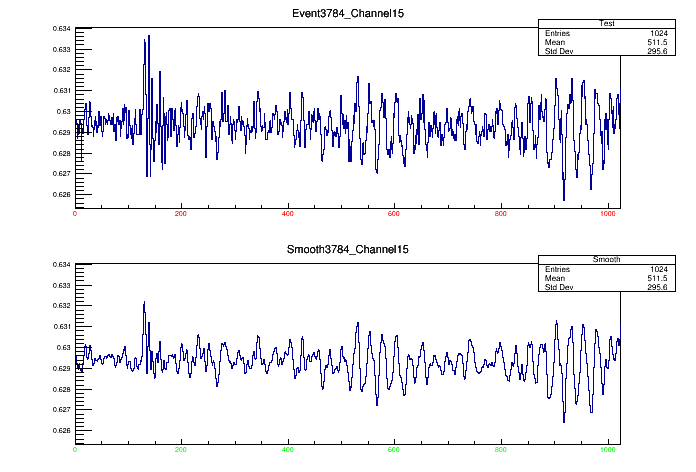 Event3784_Channel15
Test
Entries 1024
Mean 511.5
Std Dev 295.6
0.634
0.633
0.632
0.631
0.63
0.629
0.628
0.627
0.626
0 200 400 600 800 1000
Smooth3784_Channel15
Smooth
Entries 1024
Mean 511.5
Std Dev 295.6
0.634
0.633
0.632
0.631
0.63
0.629
0.628
0.627
0.626
0 200 400 600 800 1000